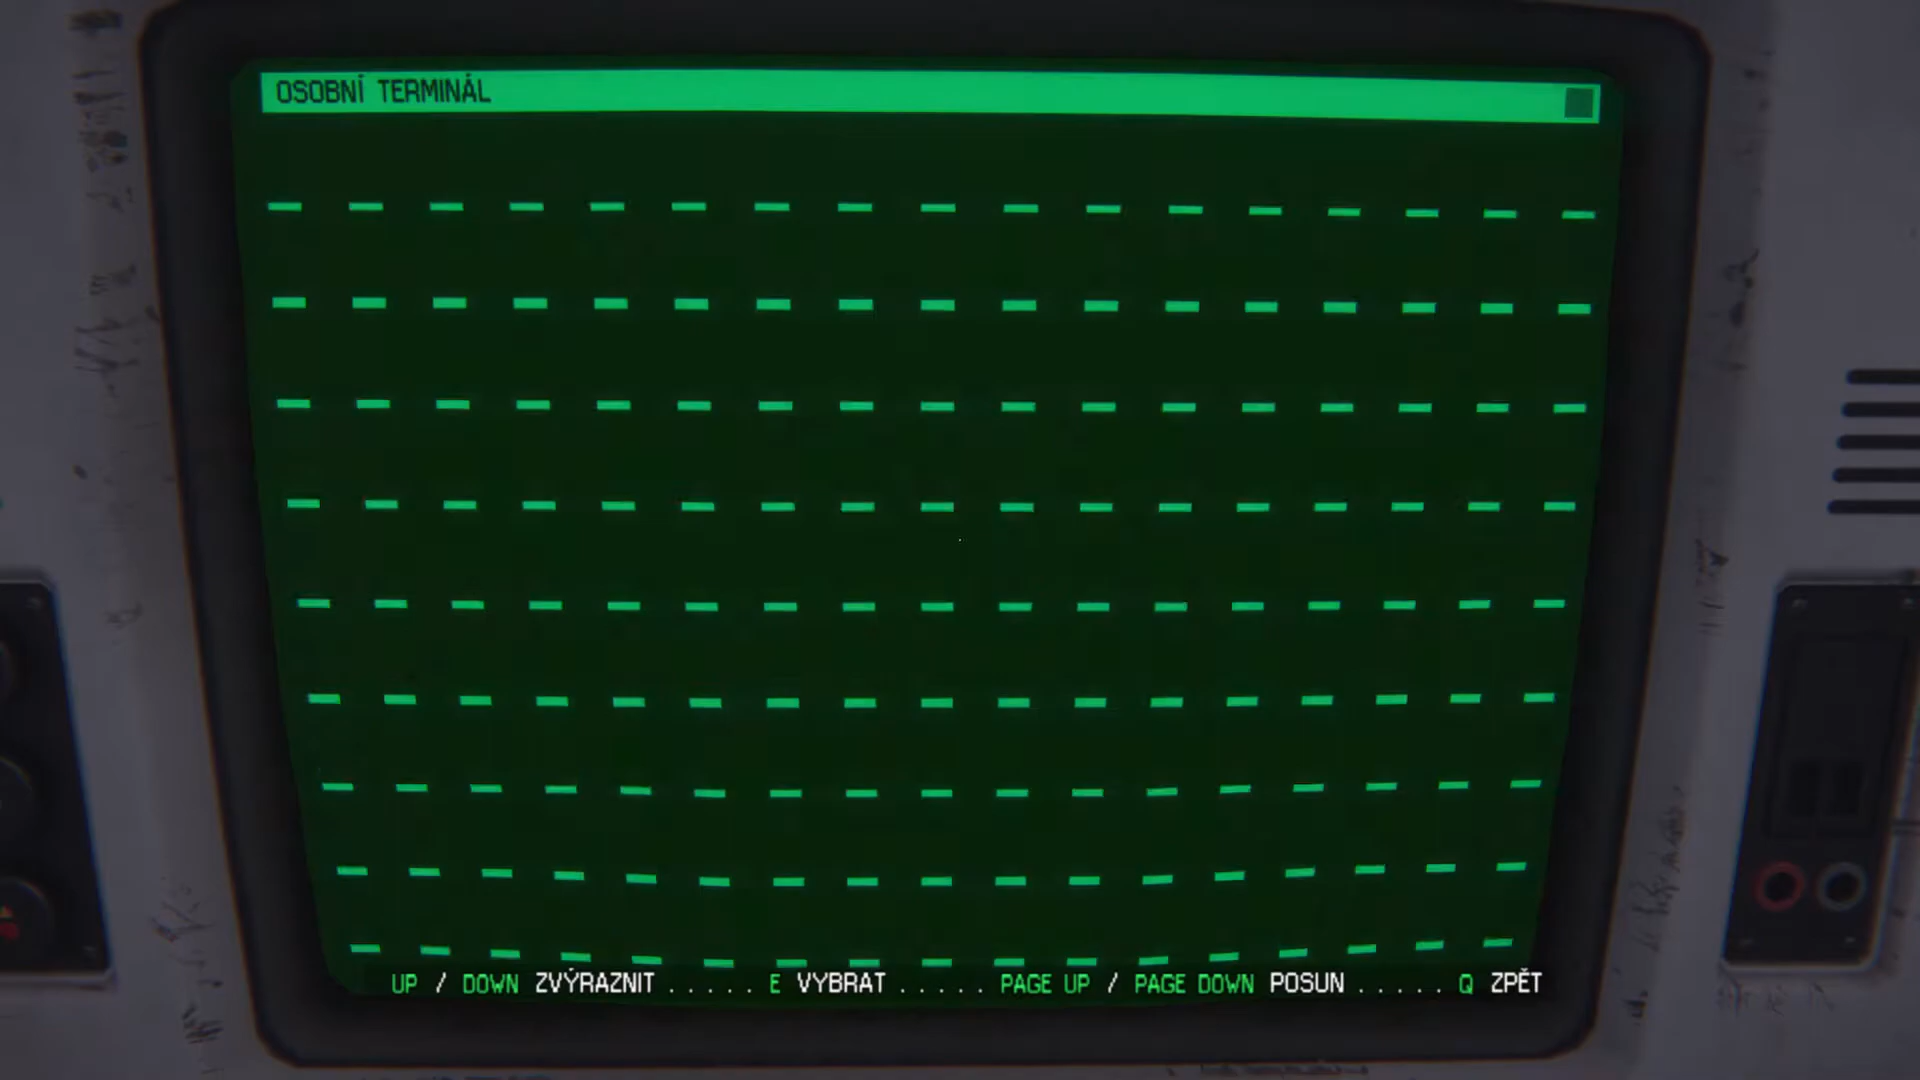 OSOBNÍ TERMINÁL
UP / DOWN ZVÝRAZNIT ..... E VYBRAT ..... PAGE UP / PAGE DOWN POSUN ..... Q ZPĚT